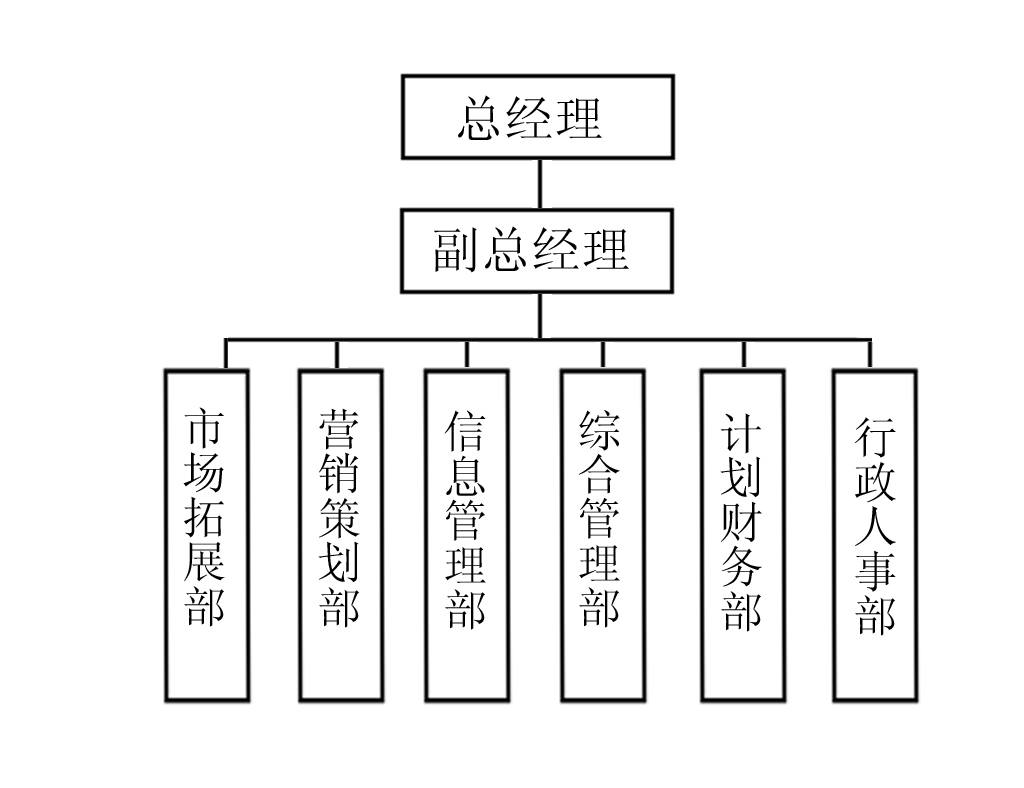 总经理
副总经理
市场拓展部
营销策划部
信息管理部
综合管理部
计划财务部
行政人事部